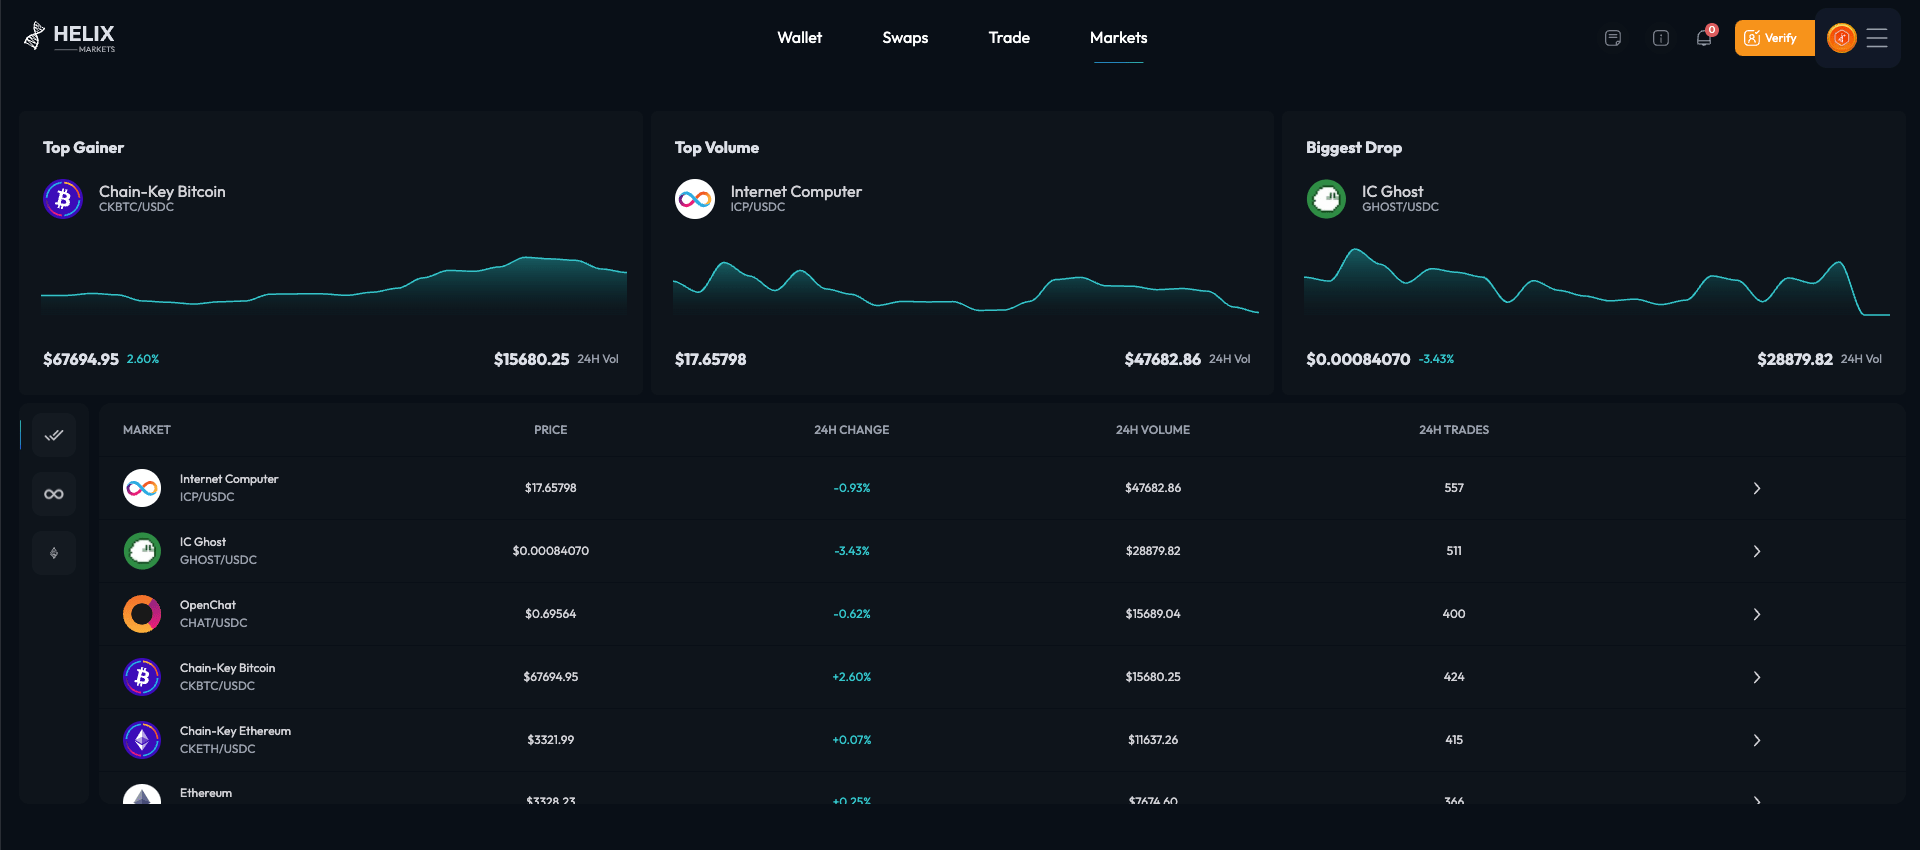 HELIX
MARKETS
Wallet
Swaps
Trade
Markets
0
Verify
Top Gainer
Chain-Key Bitcoin
CKBTC/USDC
$67694.95 2.60%
$15680.25 24H Vol
Top Volume
Internet Computer
ICP/USDC
$17.65798
$47682.86 24H Vol
Biggest Drop
IC Ghost
GHOST/USDC
$0.00084070 -3.43%
$28879.82 24H Vol
MARKET PRICE 24H CHANGE 24H VOLUME 24H TRADES
Internet Computer
ICP/USDC
$17.65798 -0.93% $47682.86 557
IC Ghost
GHOST/USDC
$0.00084070 -3.43% $28879.82 511
OpenChat
CHAT/USDC
$0.69564 -0.62% $15689.04 400
Chain-Key Bitcoin
CKBTC/USDC
$67694.95 +2.60% $15680.25 424
Chain-Key Ethereum
CKETH/USDC
$3321.99 +0.07% $11637.26 415
Ethereum
$3328.23 +0.25% $7674.60 366